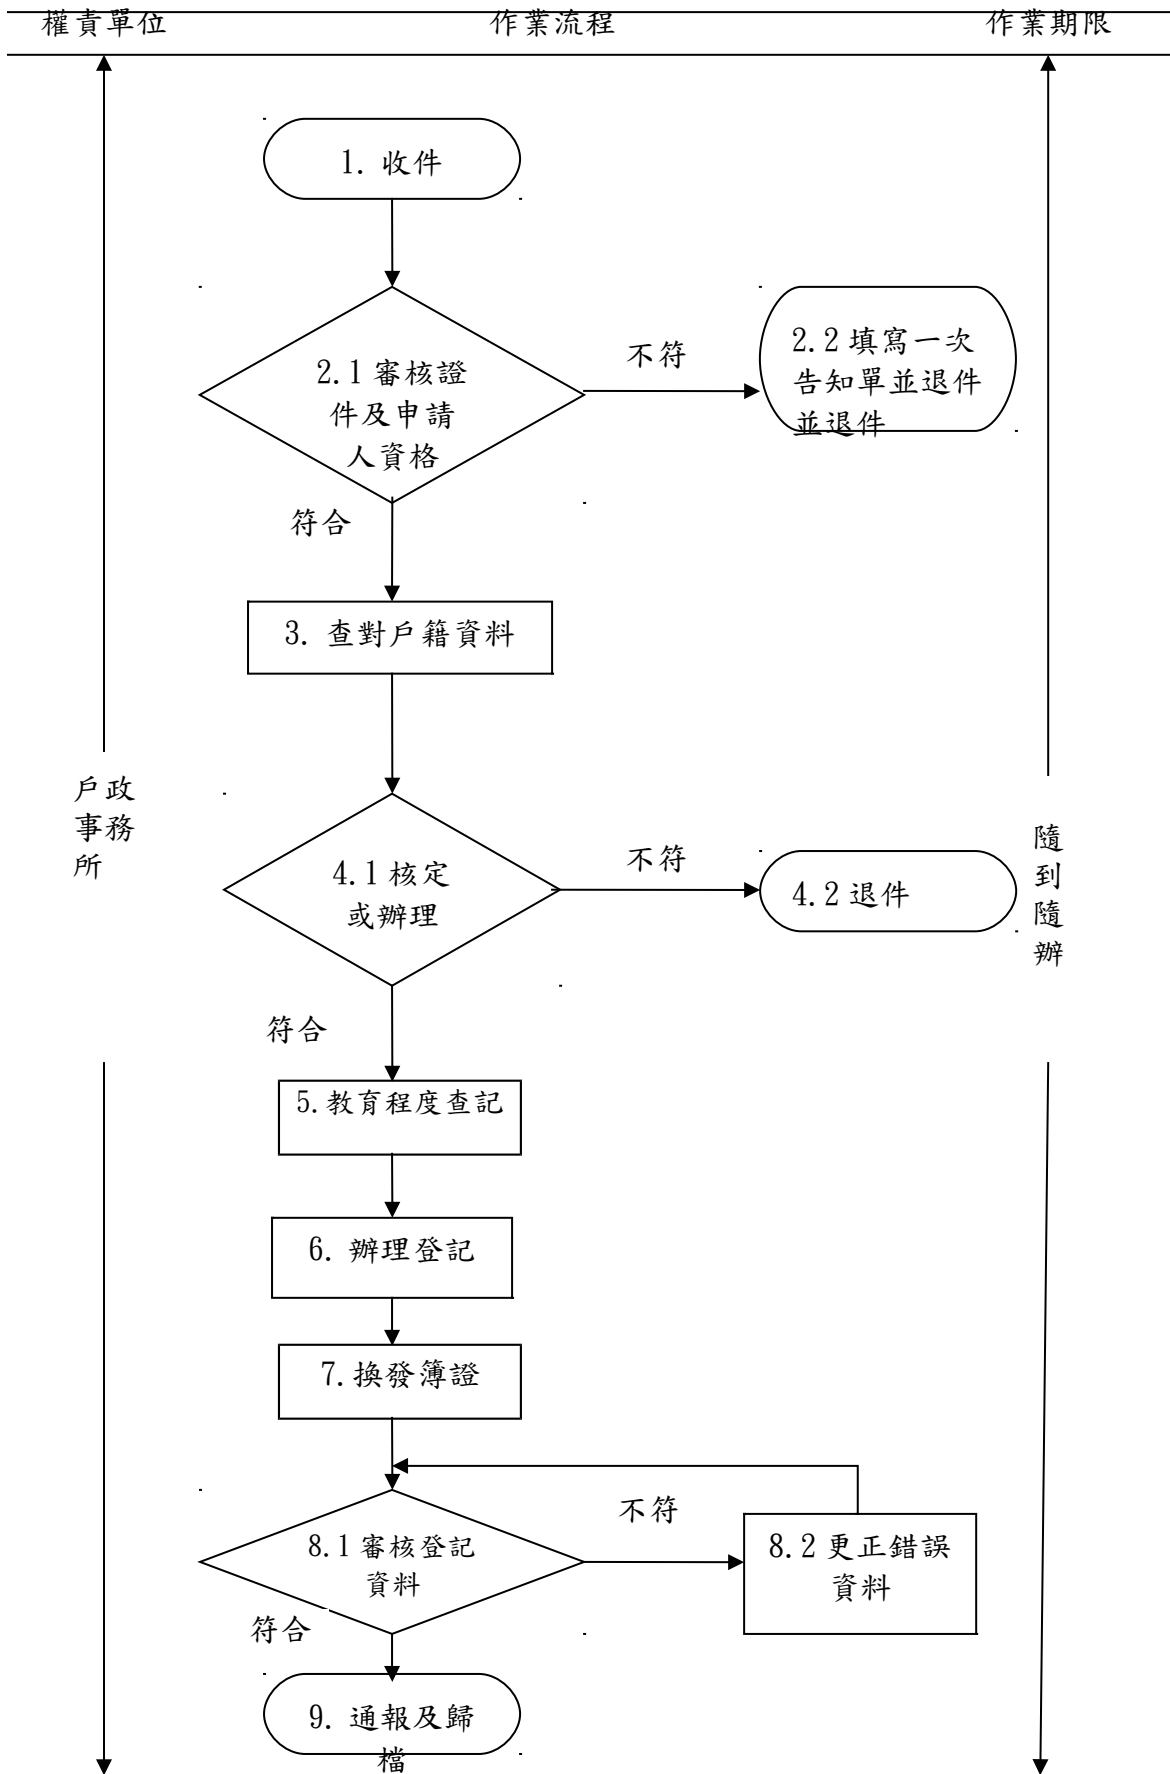 權責單位 作業流程 作業期限
1. 收件
2.1 審核證
件及申請
人資格
不符
2.2 填寫一次
告知單並退件
並退件
符合
3. 查對戶籍資料
戶政
事務
所
4.1 核定
或辦理
不符
4.2 退件
隨
到
隨
辦
符合
5.教育程度查記
6. 辦理登記
7.換發簿證
8.1 審核登記
資料
不符
8.2 更正錯誤
資料
符合
9. 通報及歸
檔